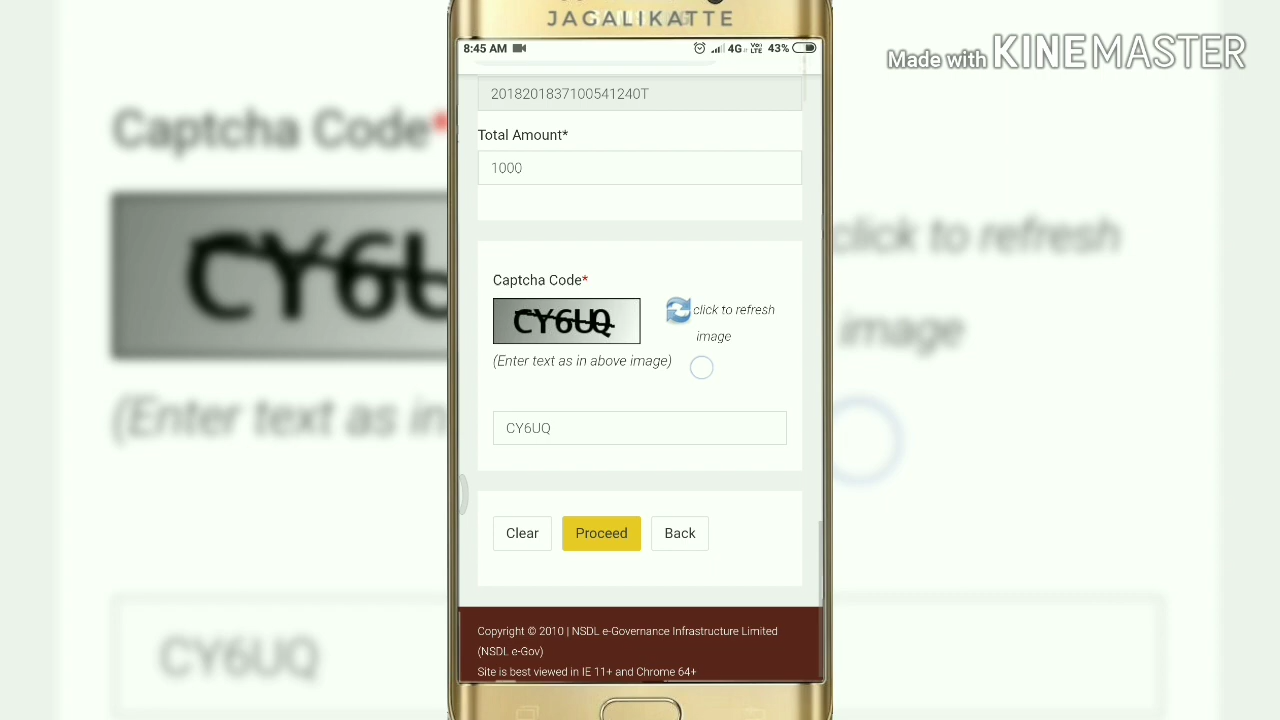 JAGALIKATTE
Made with KINEMASTER
8:45 AM 4G VoLTE 43%
2018201837100541240T
Total Amount*
1000
Captcha Code*
CY6UQ
click to refresh
image
(Enter text as in above image)
CY6UQ
Clear Proceed Back
Copyright © 2010 | NSDL e-Governance Infrastructure Limited
(NSDL e-Gov)
Site is best viewed in IE 11+ and Chrome 64+
Captcha Code*
CY6U
click to refresh
image
(Enter text as in
CY6UQ